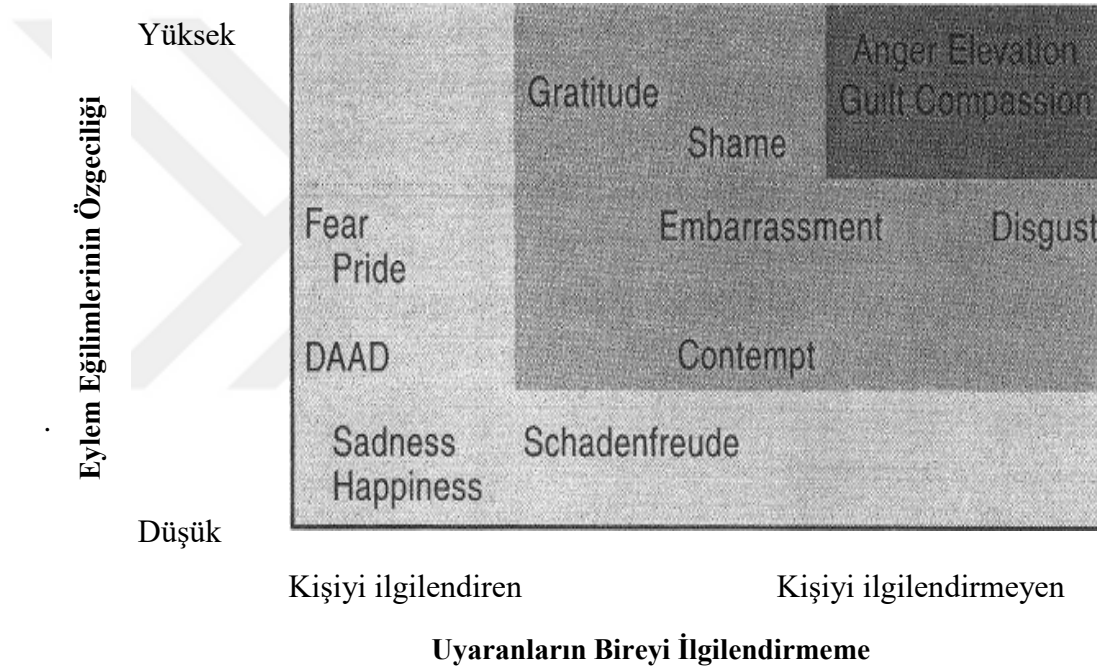 Yüksek
Anger Elevation
Gratitude
Guilt Compassion
Shame
Eylem Eğilimlerinin Özgeciliği
Fear
Embarrassment
Disgust
Pride
DAAD
Contempt
Sadness
Schadenfreude
Happiness
Düşük
Kişiyi ilgilendiren
Kişiyi ilgilendirmeyen
Uyaranların Bireyi İlgilendirmeme